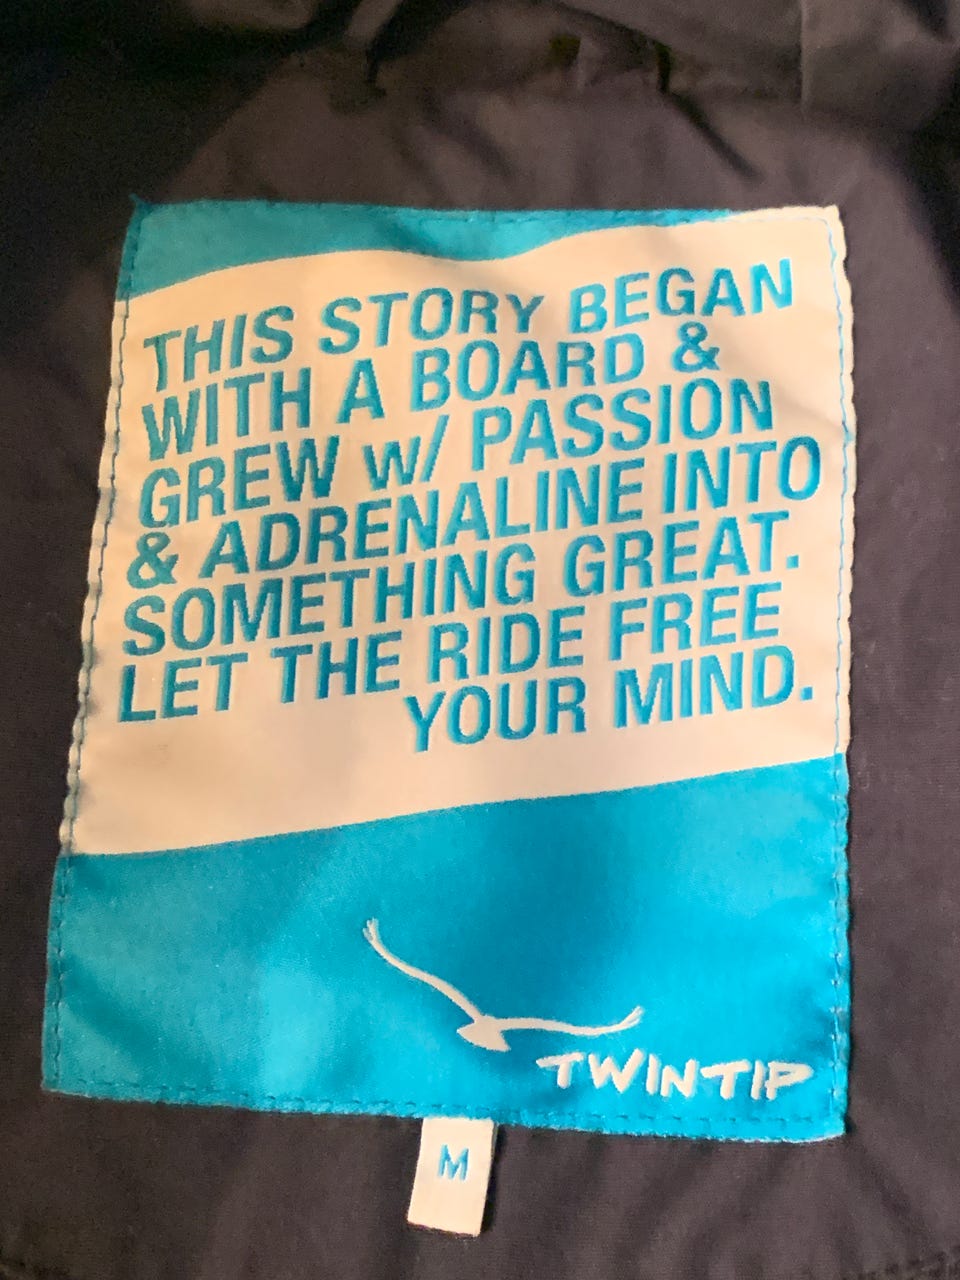 THIS STORY BEGAN
WITH A BOARD &
GREW W/ PASSION
& ADRENALINE INTO
SOMETHING GREAT.
LET THE RIDE FREE
YOUR MIND.
TWINTIP
M